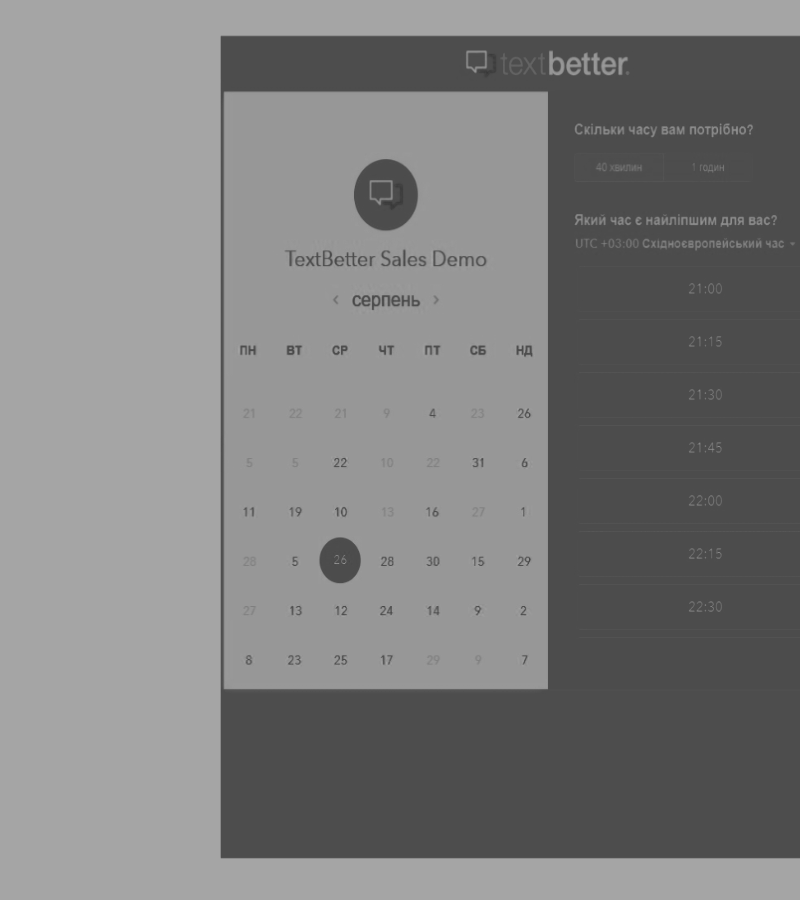 textbetter.
TextBetter Sales Demo
‹ серпень ›
ПН ВТ СР ЧТ ПТ СБ НД
21 22 21 9 4 23 26
5 5 22 10 22 31 6
11 19 10 13 16 27 1
28 5 26 28 30 15 29
27 13 12 24 14 9 2
8 23 25 17 29 9 7
Скільки часу вам потрібно?
40 хвилин 1 годин
Який час є найліпшим для вас?
UTC +03:00 Східноєвропейський час
21:00
21:15
21:30
21:45
22:00
22:15
22:30